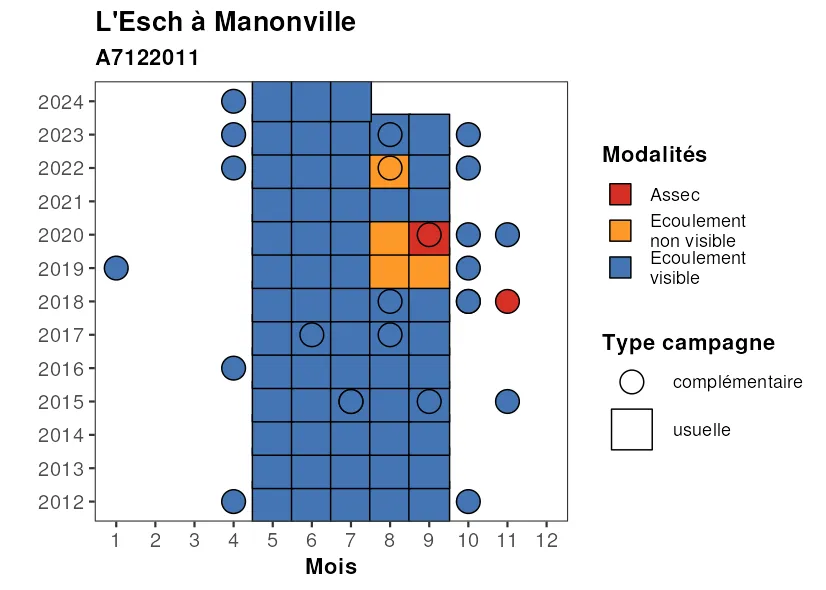 L'Esch à Manonville
A7122011
2024
2023
2022
2021
2020
2019
2018
2017
2016
2015
2014
2013
2012
1 2 3 4 5 6 7 8 9 10 11 12
Mois
Modalités
Assec
Ecoulement
non visible
Ecoulement
visible
Type campagne
complémentaire
usuelle